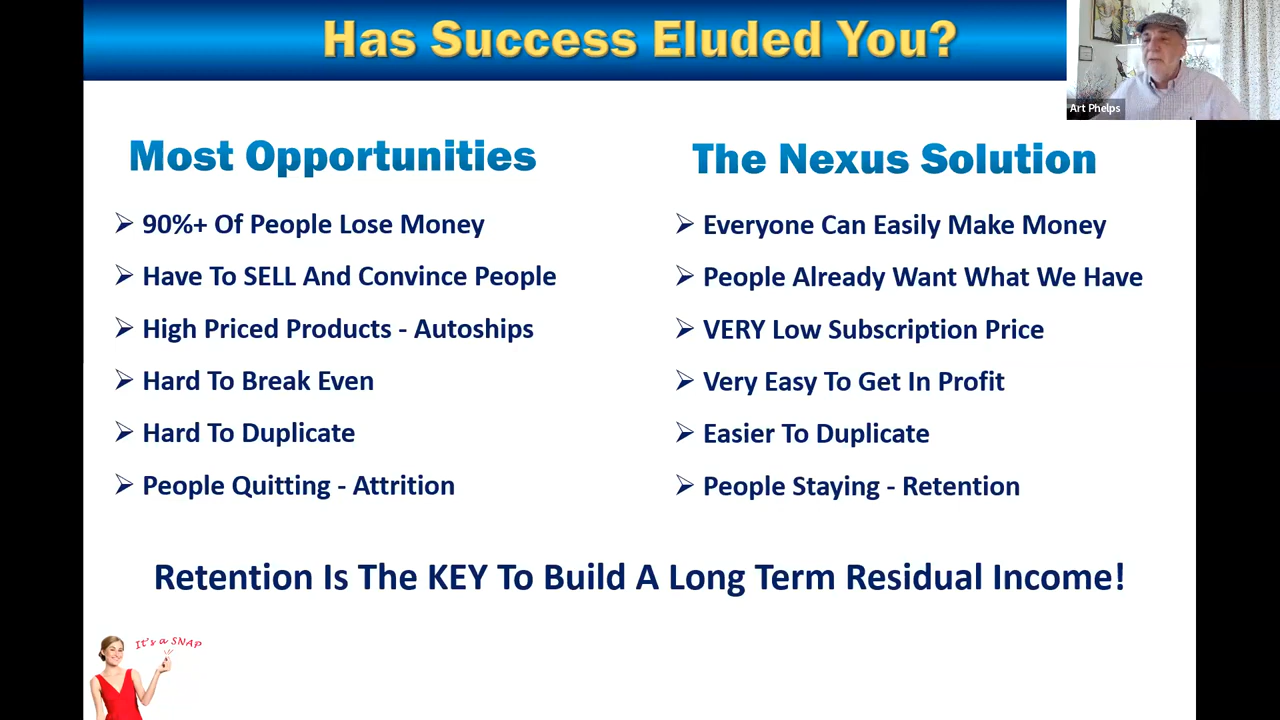 Has Success Eluded You?
Art Phelps
Most Opportunities
➢ 90%+ Of People Lose Money
➢ Have To SELL And Convince People
➢ High Priced Products - Autoships
➢ Hard To Break Even
➢ Hard To Duplicate
➢ People Quitting - Attrition
The Nexus Solution
➢ Everyone Can Easily Make Money
➢ People Already Want What We Have
➢ VERY Low Subscription Price
➢ Very Easy To Get In Profit
➢ Easier To Duplicate
➢ People Staying - Retention
Retention Is The KEY To Build A Long Term Residual Income!
It's a SNAP